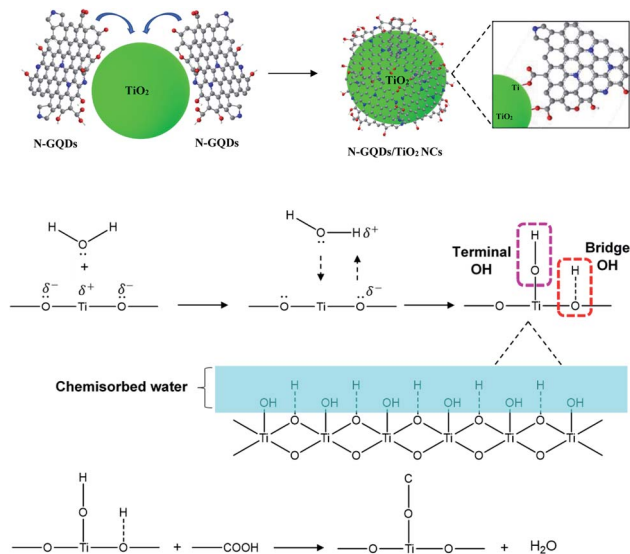 TiO₂
N-GQDs
N-GQDs
TiO₂
N-GQDs/TiO₂ NCs
Ti
TiO₂
H H
O
+
δ⁻ δ⁺ δ⁻
O Ti O
H
O H δ⁺
δ⁻
O Ti O
Terminal OH
Bridge OH
H
O H
O Ti O
Chemisorbed water
H H H H H
OH OH OH OH OH OH
O O O O O
Ti Ti Ti Ti Ti Ti
O O O O O
H
O H
O Ti O + COOH
C
O
O Ti O + H₂O